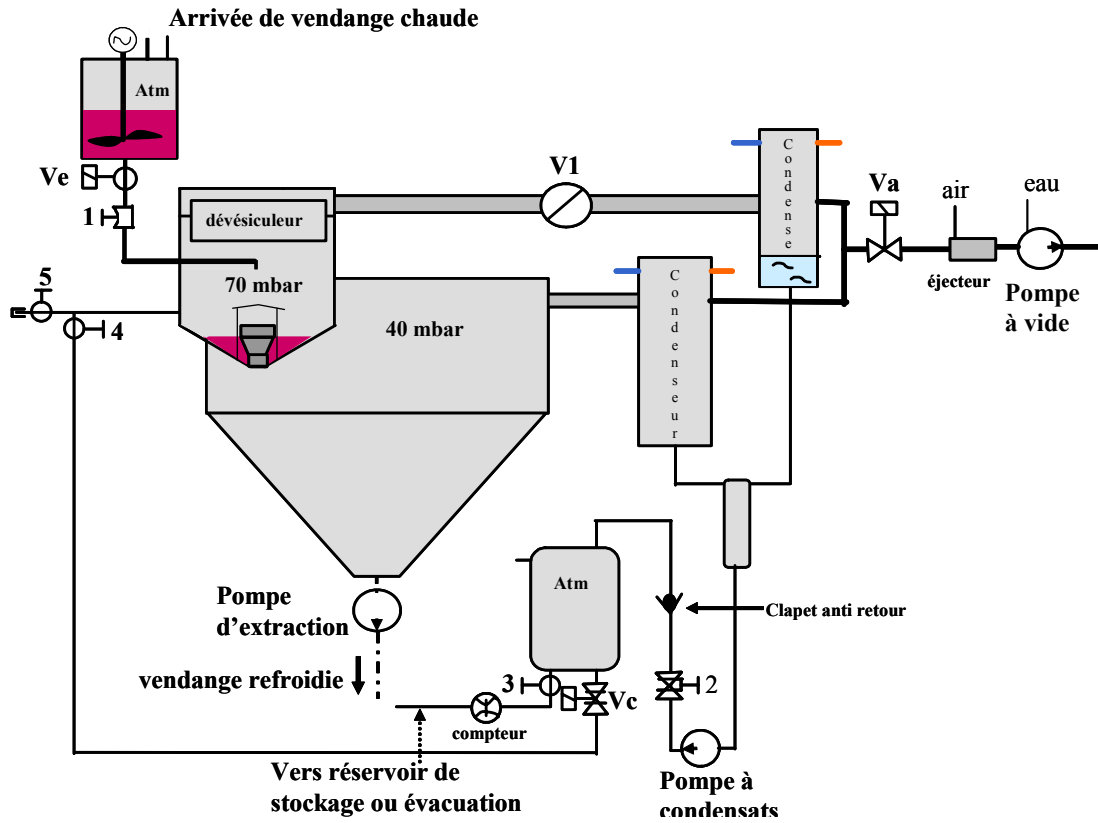 Arrivée de vendange chaude
Atm
Ve
1
dévésiculeur
V1
Condense
Va
air
eau
éjecteur
Pompe
à vide
5
4
70 mbar
40 mbar
Condenseur
Pompe
d'extraction
vendange refroidie
Atm
Clapet anti retour
3
Vc
2
compteur
Vers réservoir de
stockage ou évacuation
Pompe à
condensats